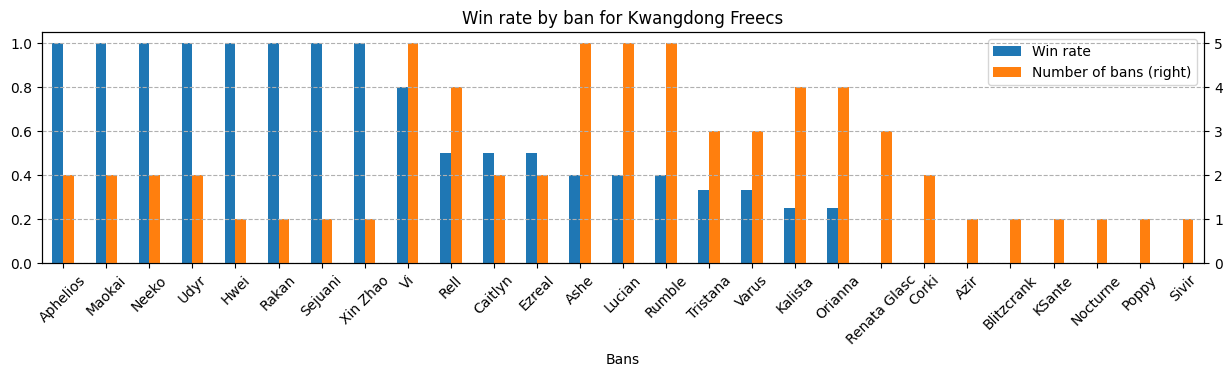 Win rate by ban for Kwangdong Freecs
Win rate
Number of bans (right)
1.0
0.8
0.6
0.4
0.2
0.0
5
4
3
2
1
0
Aphelios
Maokai
Neeko
Udyr
Hwei
Rakan
Sejuani
Xin Zhao
Vi
Rell
Caitlyn
Ezreal
Ashe
Lucian
Rumble
Tristana
Varus
Kalista
Orianna
Renata Glasc
Corki
Azir
Blitzcrank
KSante
Nocturne
Poppy
Sivir
Bans